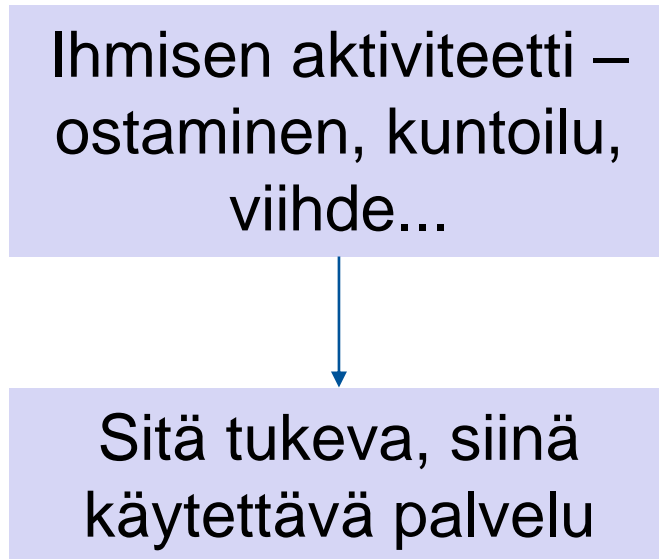 Ihmisen aktiviteetti –
ostaminen, kuntoilu,
viihde...
Sitä tukeva, siinä
käytettävä palvelu